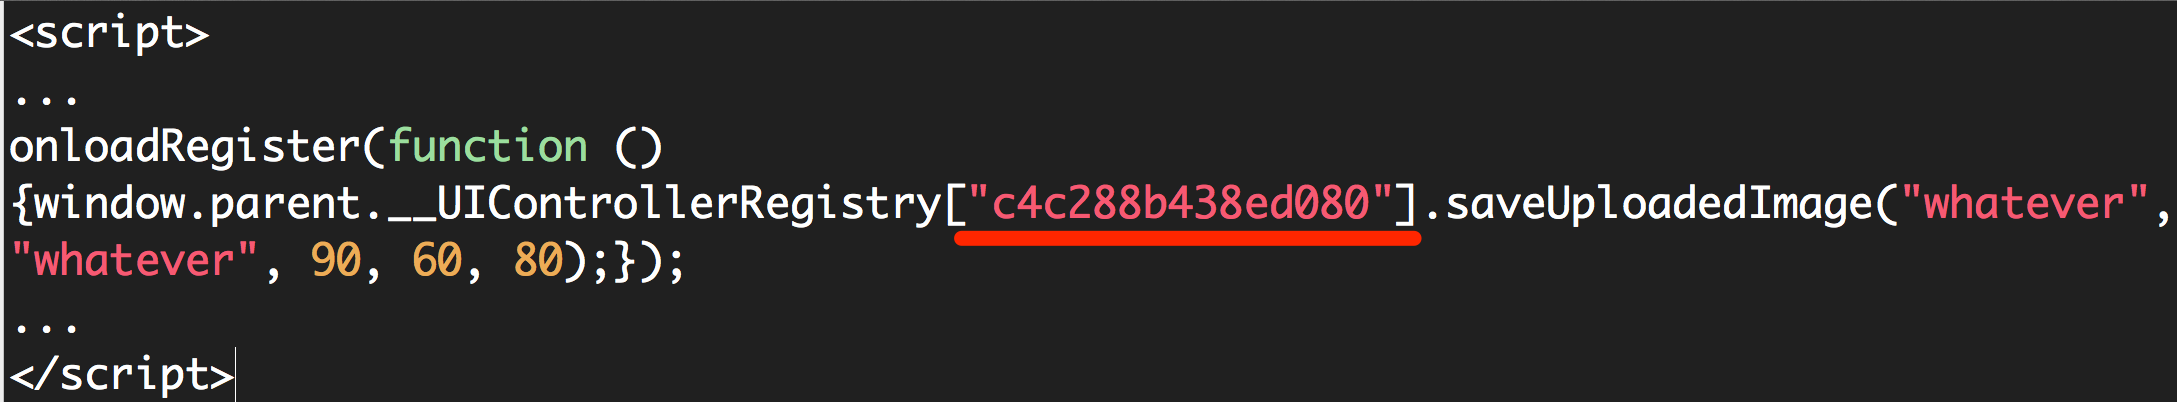 <script>
...
onloadRegister(function ()
{window.parent.__UIControllerRegistry["c4c288b438ed080"].saveUploadedImage("whatever",
"whatever", 90, 60, 80);});
...
</script>